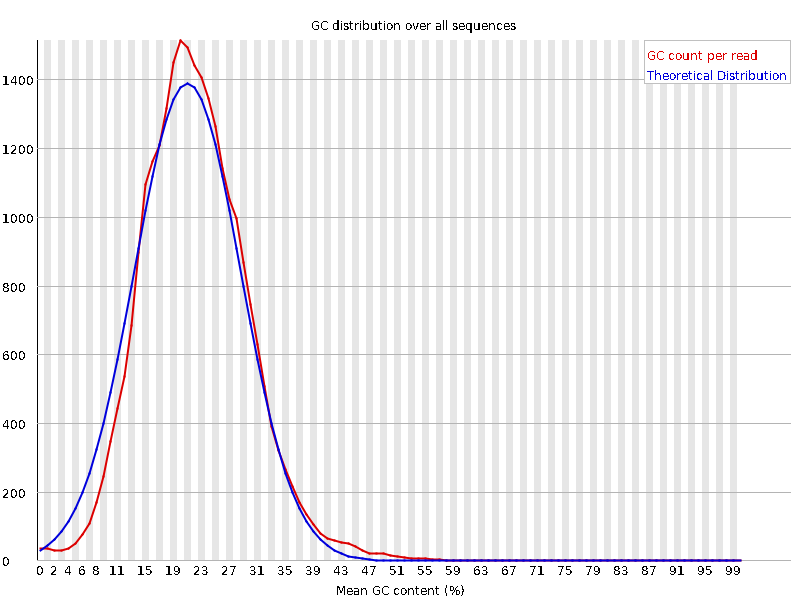 GC distribution over all sequences
GC count per read
Theoretical Distribution
1400
1200
1000
800
600
400
200
0
0 2 4 6 8 11 15 19 23 27 31 35 39 43 47 51 55 59 63 67 71 75 79 83 87 91 95 99
Mean GC content (%)